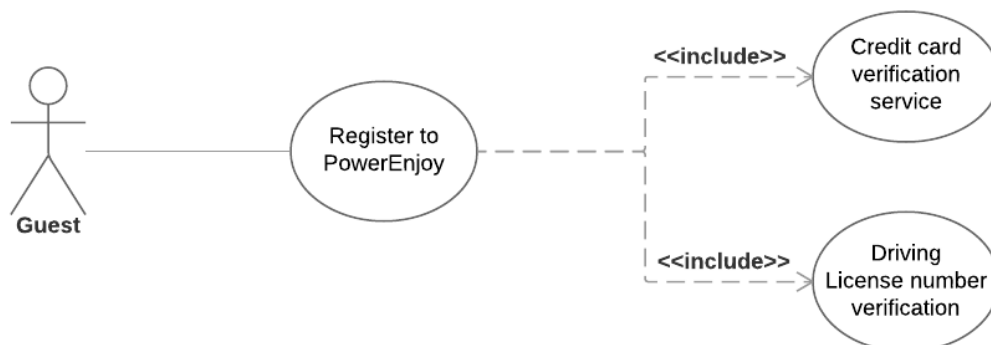 <<include>>
Credit card
verification
service
Register to
PowerEnjoy
Guest
<<include>>
Driving
License number
verification